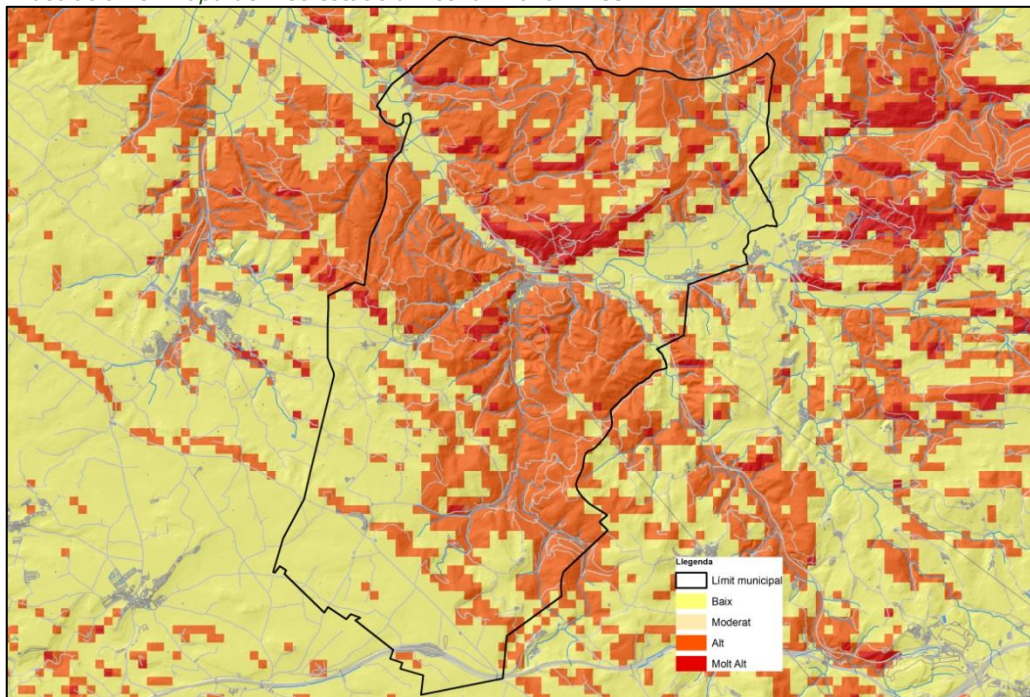 Llegenda
Límit municipal
Baix
Moderat
Alt
Molt Alt